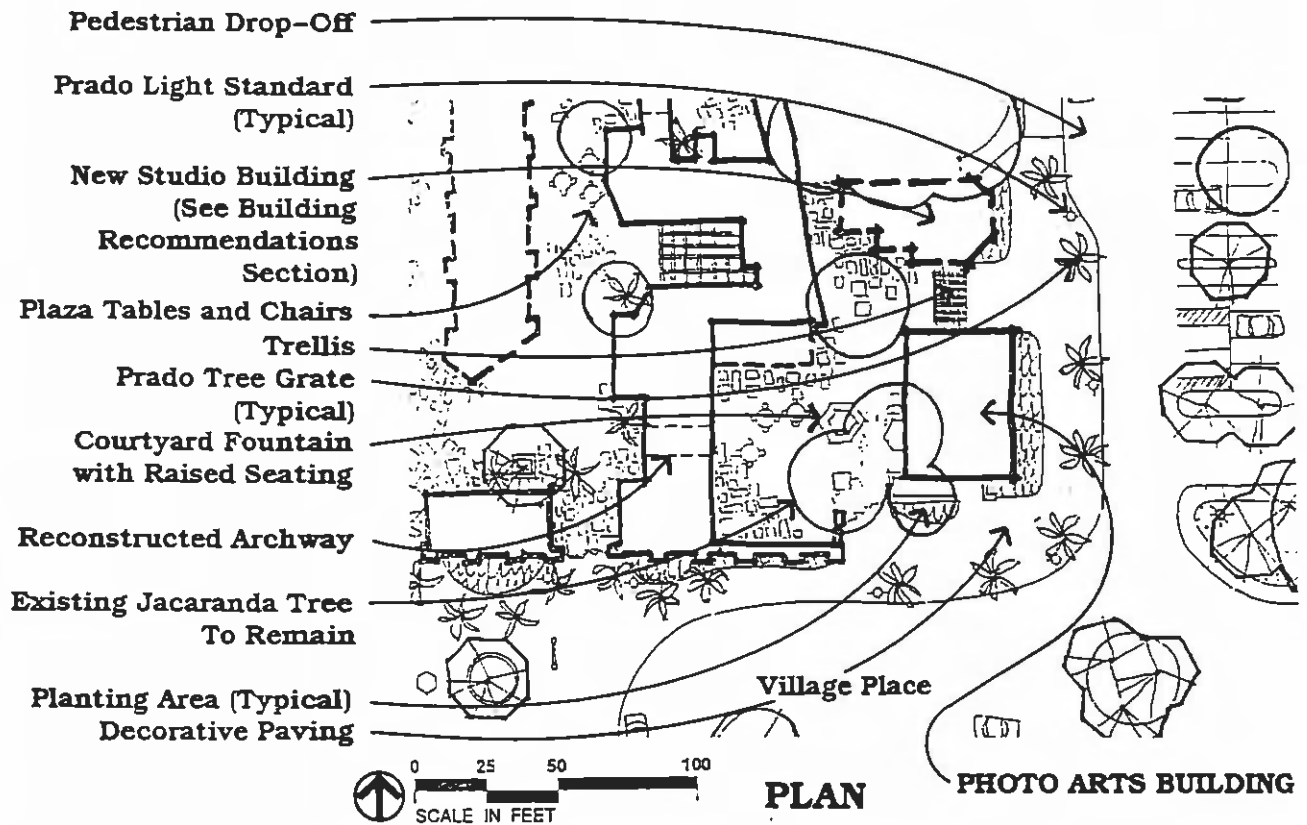 Pedestrian Drop-Off
Prado Light Standard
(Typical)
New Studio Building
(See Building
Recommendations
Section)
Plaza Tables and Chairs
Trellis
Prado Tree Grate
(Typical)
Courtyard Fountain
with Raised Seating
Reconstructed Archway
Existing Jacaranda Tree
To Remain
Planting Area (Typical)
Decorative Paving
Village Place
PHOTO ARTS BUILDING
0 25 50 100
SCALE IN FEET
PLAN